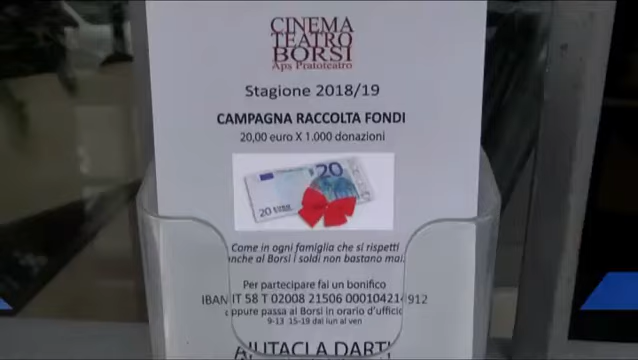 CINEMA
TEATRO
BORSI
Aps Pratoteatro
Stagione 2018/19
CAMPAGNA RACCOLTA FONDI
20,00 euro X 1.000 donazioni
20
20 EURO
Come in ogni famiglia che si rispetti
anche al Borsi i soldi non bastano mai
Per partecipare fai un bonifico
IBAN IT 58 T 02008 21506 000104214912
oppure passa al Borsi in orario d'ufficio
9-13 15-19 dal lun al ven
AIUTACI A DARTI